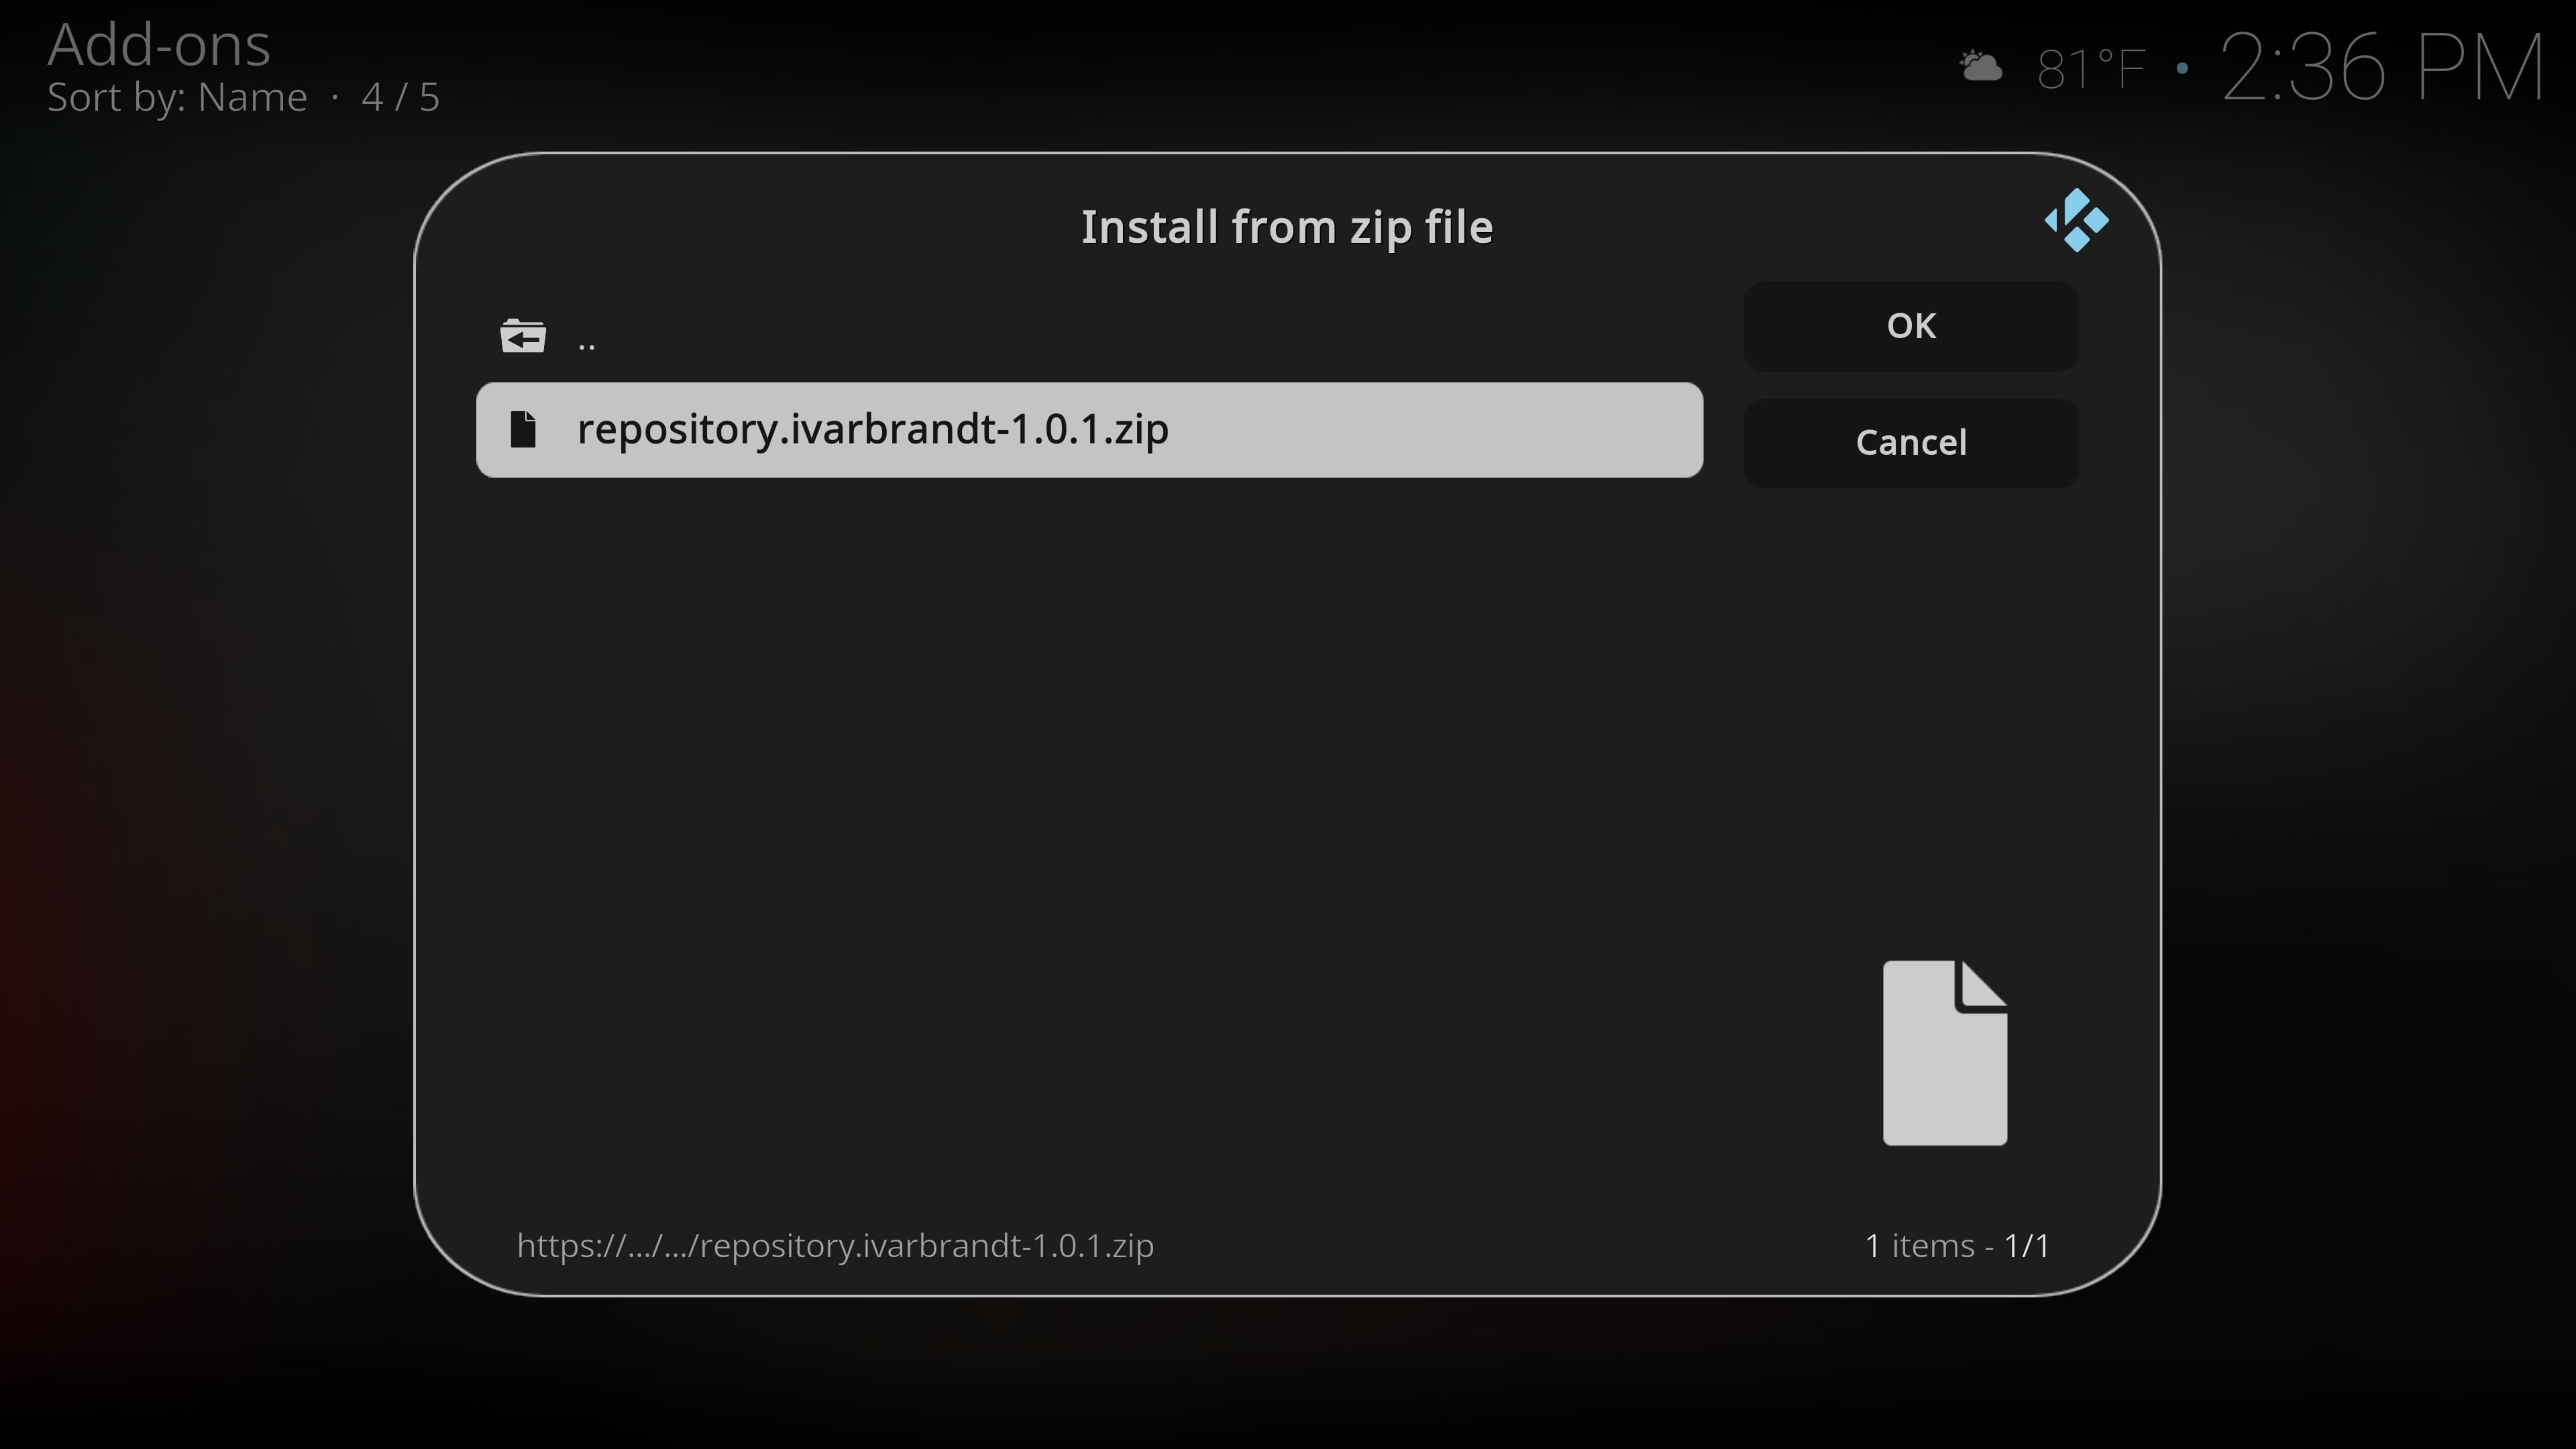 Add-ons
Sort by: Name · 4 / 5
81°F • 2:36 PM
Install from zip file
..
repository.ivarbrandt-1.0.1.zip
OK
Cancel
https://.../.../repository.ivarbrandt-1.0.1.zip
1 items - 1/1